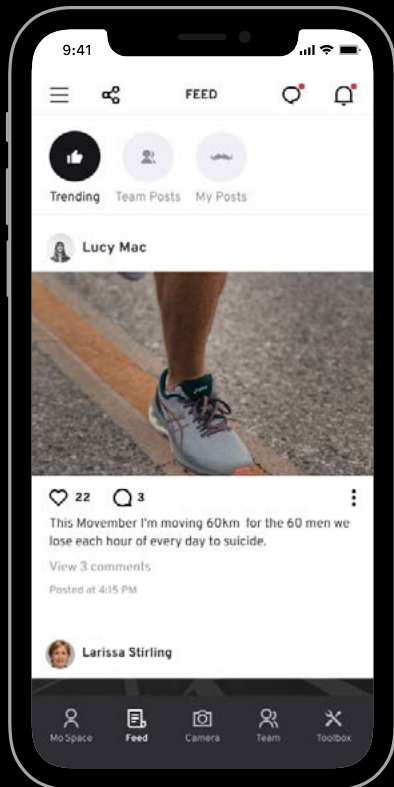 9:41
FEED
Trending Team Posts My Posts
Lucy Mac
asics
22 3
This Movember I'm moving 60km for the 60 men we
lose each hour of every day to suicide.
View 3 comments
Posted at 4:15 PM
Larissa Stirling
Mo Space Feed Camera Team Toolbox